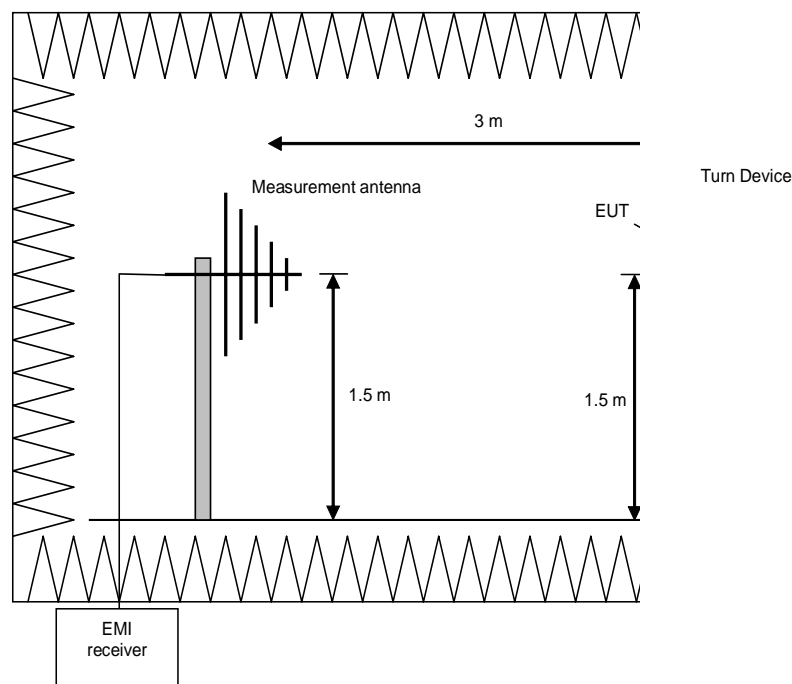 3 m
Turn Device
Measurement antenna
EUT
1.5 m
1.5 m
EMI
receiver